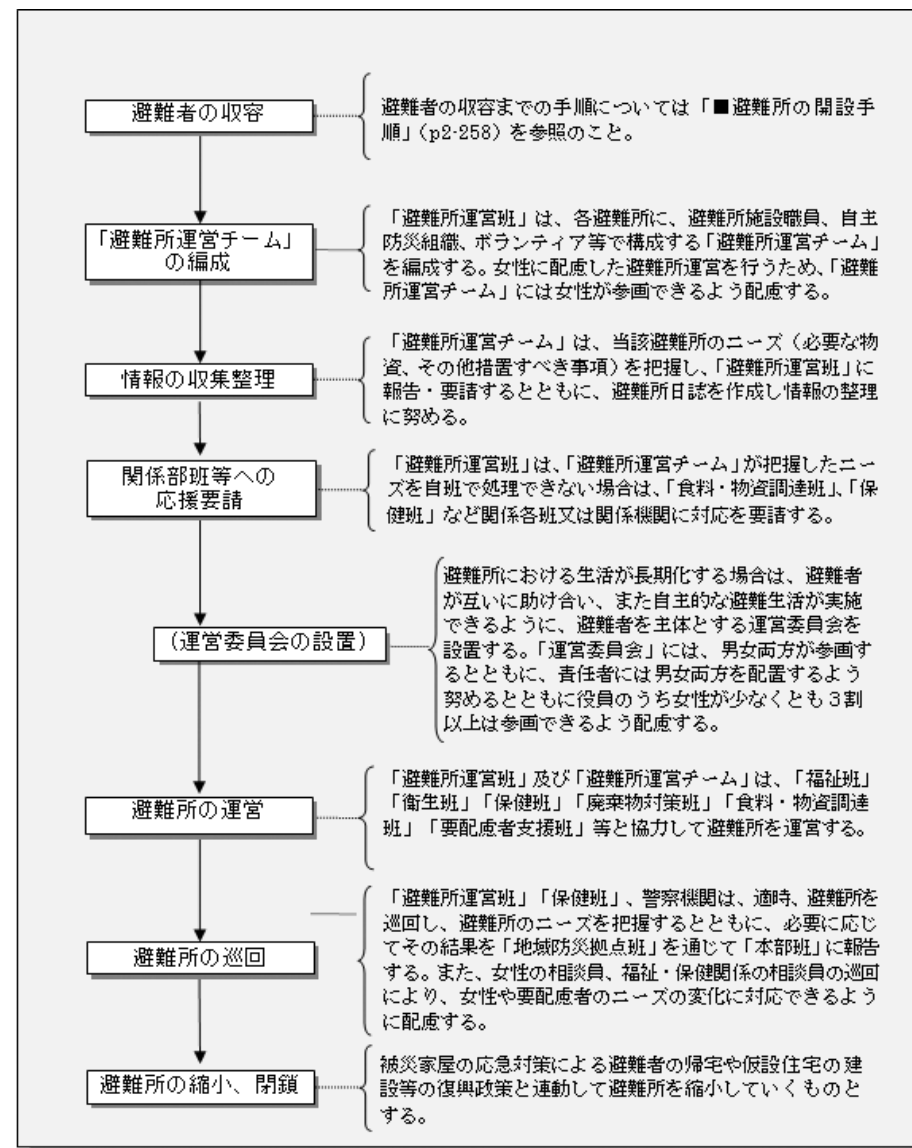 避難者の収容
避難者の収容までの手順については「■避難所の開設手
順」（p2-258）を参照のこと。
「避難所運営チーム」
の編成
「避難所運営班」は、各避難所に、避難所施設職員、自主
防災組織、ボランティア等で構成する「避難所運営チーム」
を編成する。女性に配慮した避難所運営を行うため、「避難
所運営チーム」には女性が参画できるよう配慮する。
情報の収集整理
「避難所運営チーム」は、当該避難所のニーズ（必要な物
資、その他措置すべき事項）を把握し、「避難所運営班」に
報告・要請するとともに、避難所日誌を作成し情報の整理
に努める。
関係部班等への
応援要請
「避難所運営班」は、「避難所運営チーム」が把握したニー
ズを自班で処理できない場合は、「食料・物資調達班」、「保
健班」など関係各班又は関係機関に対応を要請する。
（運営委員会の設置）
避難所における生活が長期化する場合は、避難者
が互いに助け合い、また自主的な避難生活が実施
できるように、避難者を主体とする運営委員会を
設置する。「運営委員会」には、男女両方が参画す
るとともに、責任者には男女両方を配置するよう
努めるとともに役員のうち女性が少なくとも３割
以上は参画できるよう配慮する。
避難所の運営
「避難所運営班」及び「避難所運営チーム」は、「福祉班」
「衛生班」「保健班」「廃棄物対策班」「食料・物資調達
班」「要配慮者支援班」等と協力して避難所を運営する。
避難所の巡回
「避難所運営班」「保健班」、警察機関は、適時、避難所を
巡回し、避難所のニーズを把握するとともに、必要に応じ
てその結果を「地域防災拠点班」を通じて「本部班」に報告
する。また、女性の相談員、福祉・保健関係の相談員の巡回
により、女性や要配慮者のニーズの変化に対応できるよう
に配慮する。
避難所の縮小、閉鎖
被災家屋の応急対策による避難者の帰宅や仮設住宅の建
設等の復興政策と連動して避難所を縮小していくものと
する。